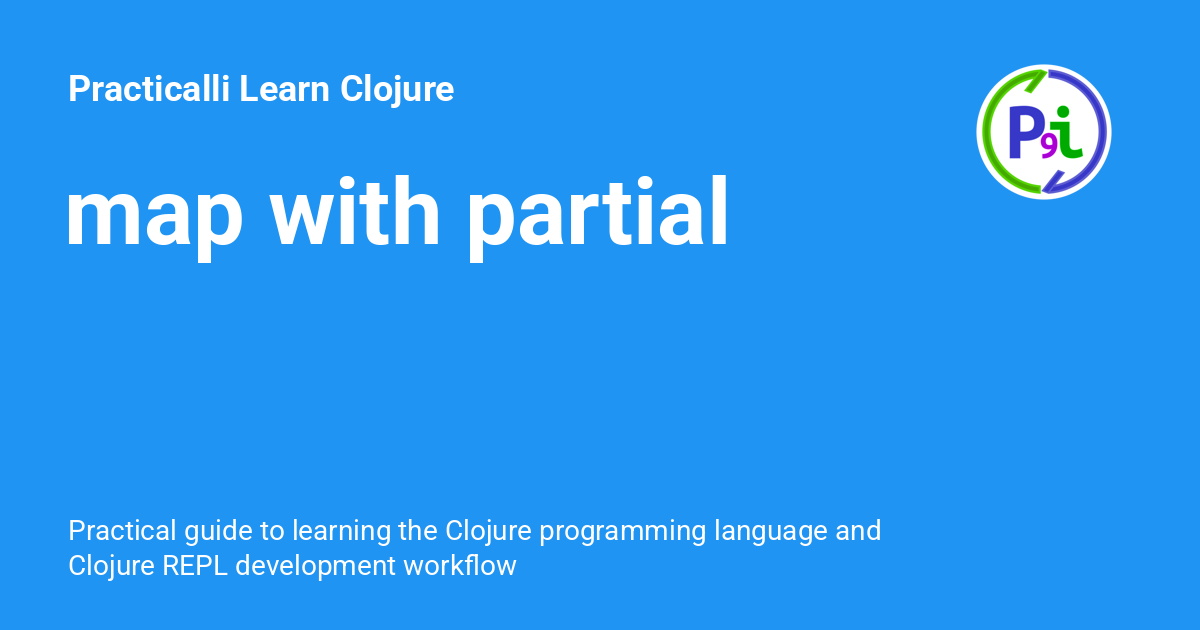 Practicalli Learn Clojure
P9i
map with partial
Practical guide to learning the Clojure programming language and
Clojure REPL development workflow